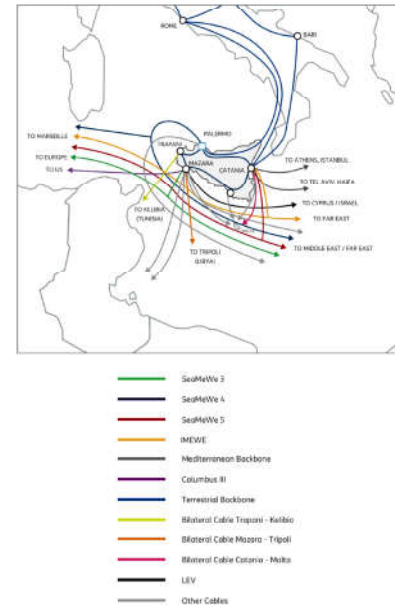 ROME
BARI
PALERMO
TRAPANI
TO MARSEILLE
MAZARA
CATANIA
TO EUROPE
TO ATHENS, ISTANBUL
TO US
TO TEL AVIV, HAIFA
TO CYPRUS / ISRAEL
TO KELIBIA
(TUNISIA)
TO FAR EAST
TO TRIPOLI
(LIBYA)
TO MIDDLE EAST / FAR EAST
SeaMeWe 3
SeaMeWe 4
SeaMeWe 5
IMEWE
Mediterranean Backbone
Columbus III
Terrestrial Backbone
Bilateral Cable Trapani - Kelibia
Bilateral Cable Mazara - Tripoli
Bilateral Cable Catania - Malta
LEV
Other Cables